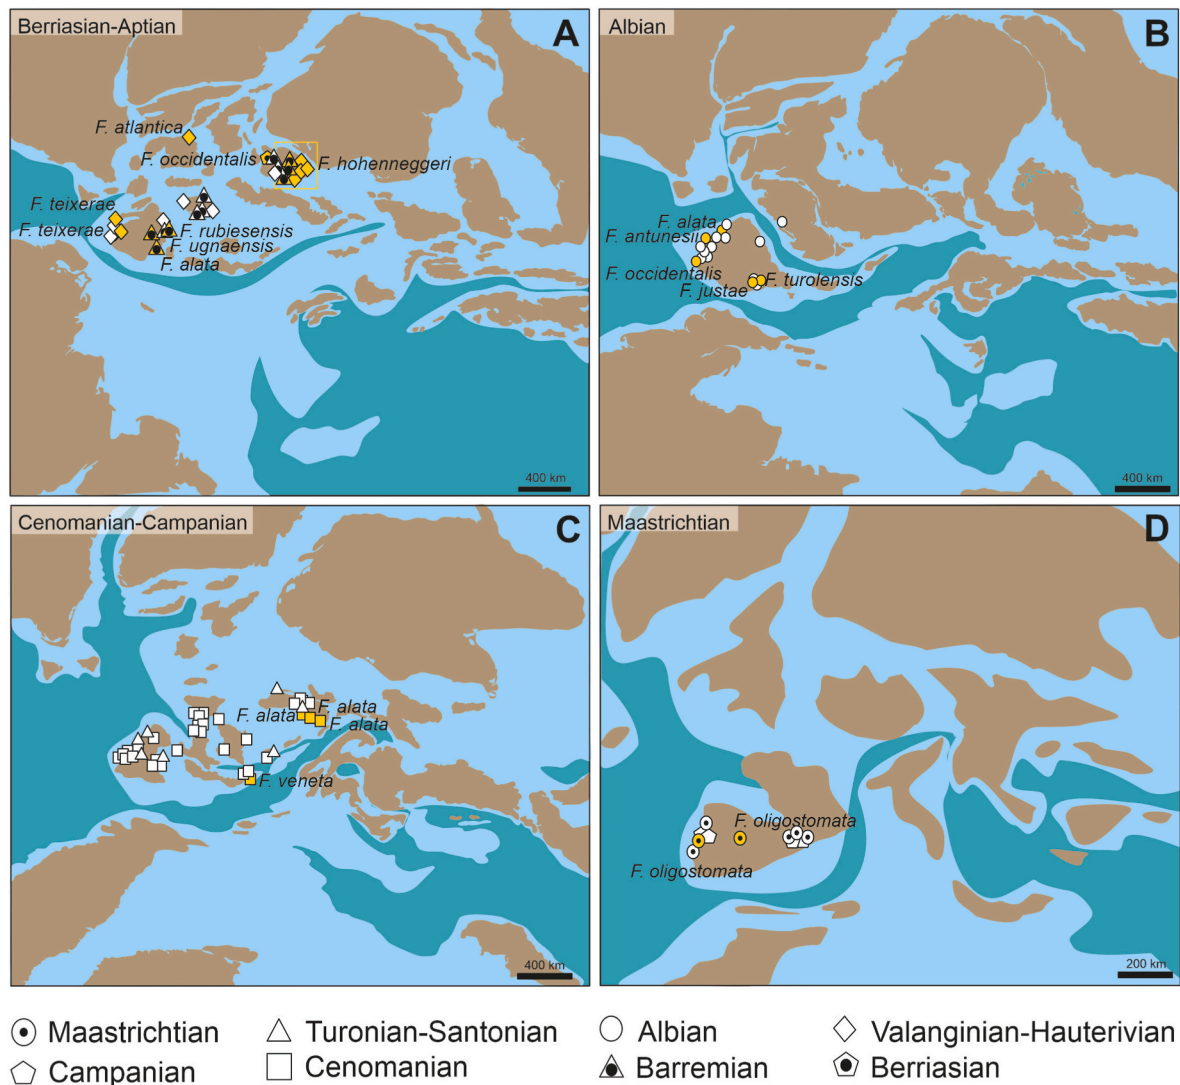 Berriasian-Aptian
A
F. atlantica
F. occidentalis
F. hohenneggeri
F. teixerae
F. teixerae
F. rubiesensis
F. ugnaensis
F. alata
400 km
Albian
B
F. alata
F. antunesii
F. occidentalis
F. turolensis
F. justae
400 km
Cenomanian-Campanian
C
F. alata
F. alata
F. alata
F. veneta
400 km
Maastrichtian
D
F. oligostomata
F. oligostomata
200 km
Maastrichtian
Turonian-Santonian
Albian
Valanginian-Hauterivian
Campanian
Cenomanian
Barremian
Berriasian